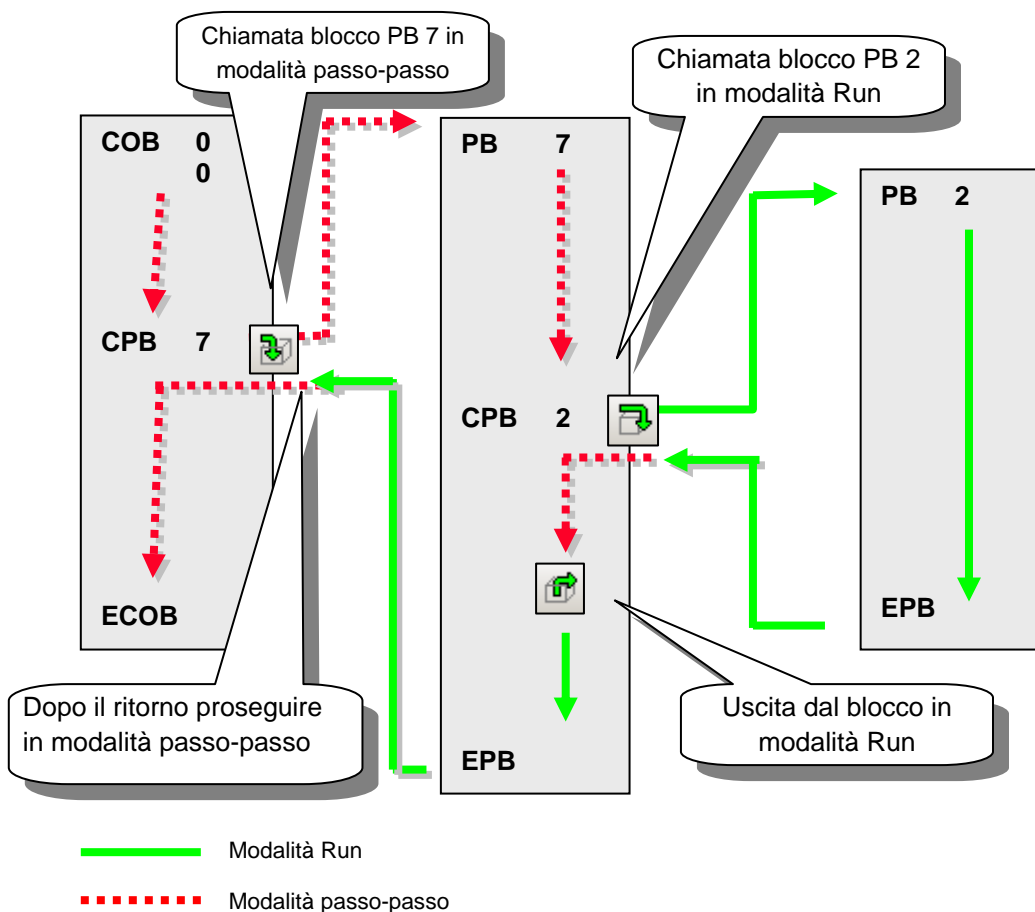 Chiamata blocco PB 7 in
modalità passo-passo
Chiamata blocco PB 2
in modalità Run
COB 0
0
CPB 7
ECOB
PB 7
CPB 2
EPB
PB 2
EPB
Dopo il ritorno proseguire
in modalità passo-passo
Uscita dal blocco in
modalità Run
Modalità Run
Modalità passo-passo